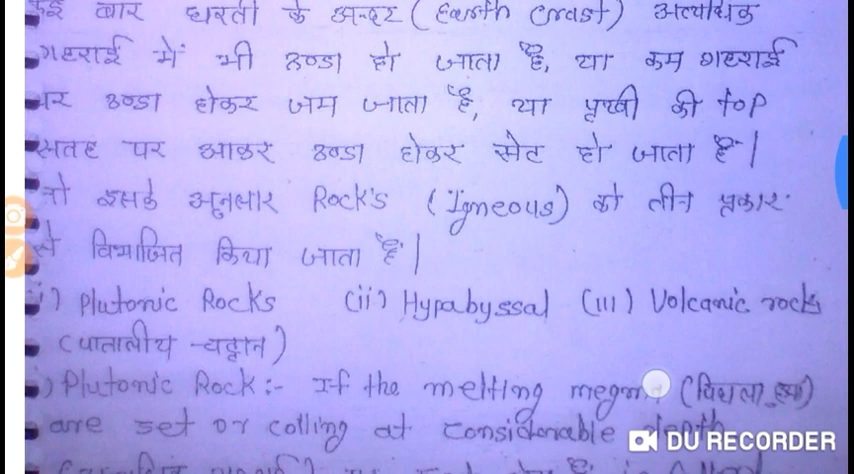 कई बार धरती के अन्दर (Earth Crast) अत्यधिक
गहराई में भी ठण्डा हो जाता है, या कम गहराई
पर ठण्डा होकर जम जाता है, या पृथ्वी की top
सतह पर आकर ठण्डा होकर सेट हो जाता है।
तो इसके अनुसार Rock's (Igneous) को तीन प्रकार
से विभाजित किया जाता है।
i) Plutonic Rocks (ii) Hypabyssal (iii) Volcanic rocks
(पातालीय चट्टान)
i) Plutonic Rock:- If the melting (पिघला हुआ)
are set or colling at considerable depth
DU RECORDER